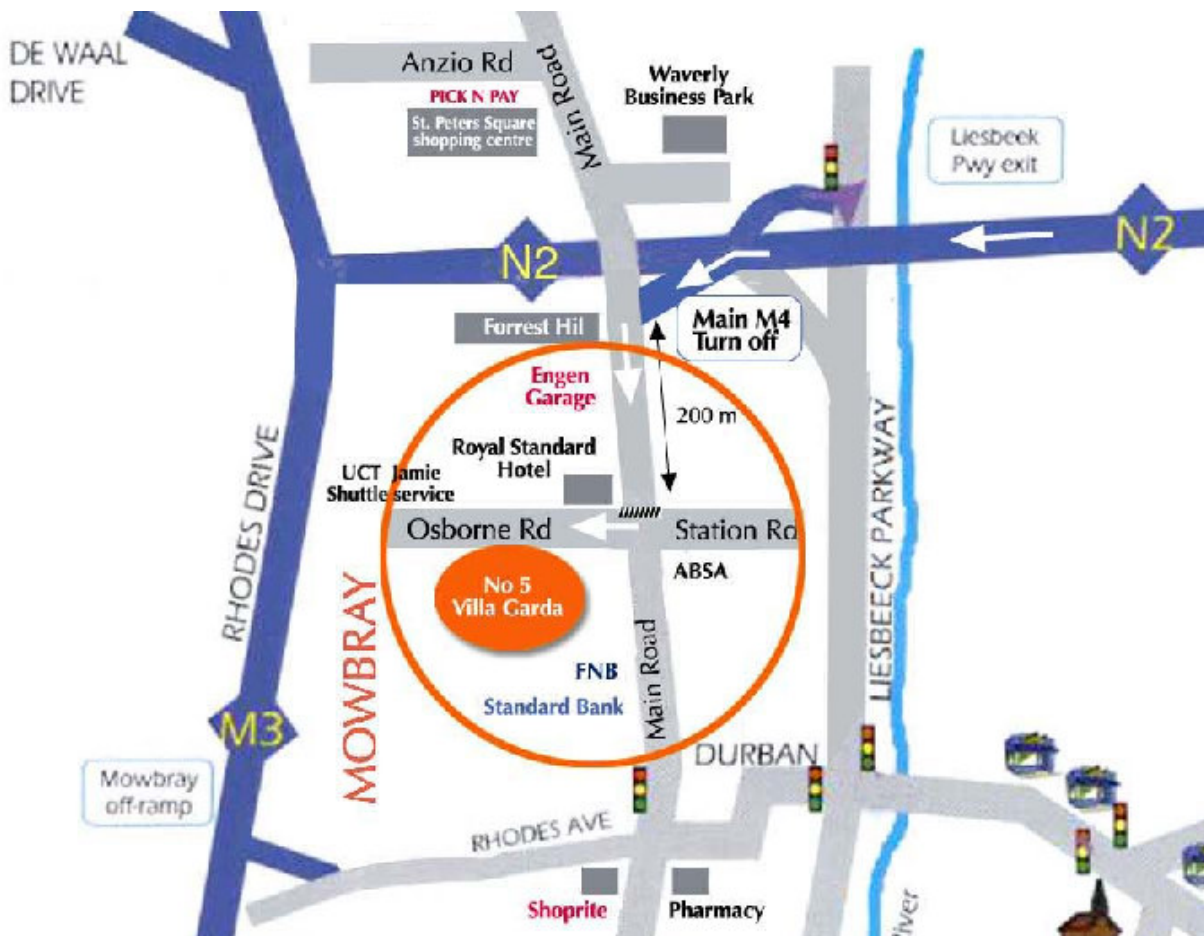 DE WAAL
DRIVE
Anzio Rd
Main Road
Waverly
Business Park
PICK N PAY
St. Peters Square
shopping centre
Liesbeek
Pwy exit
N2
N2
Forrest Hil
Main M4
Turn off
Engen
Garage
200 m
Royal Standard
Hotel
UCT Jamie
Shuttle service
Osborne Rd
Station Rd
No 5
Villa Garda
ABSA
RHODES DRIVE
MOWBRAY
LIESBEECK PARKWAY
FNB
Standard Bank
Main Road
M3
DURBAN
Mowbray
off-ramp
RHODES AVE
Shoprite
Pharmacy
River